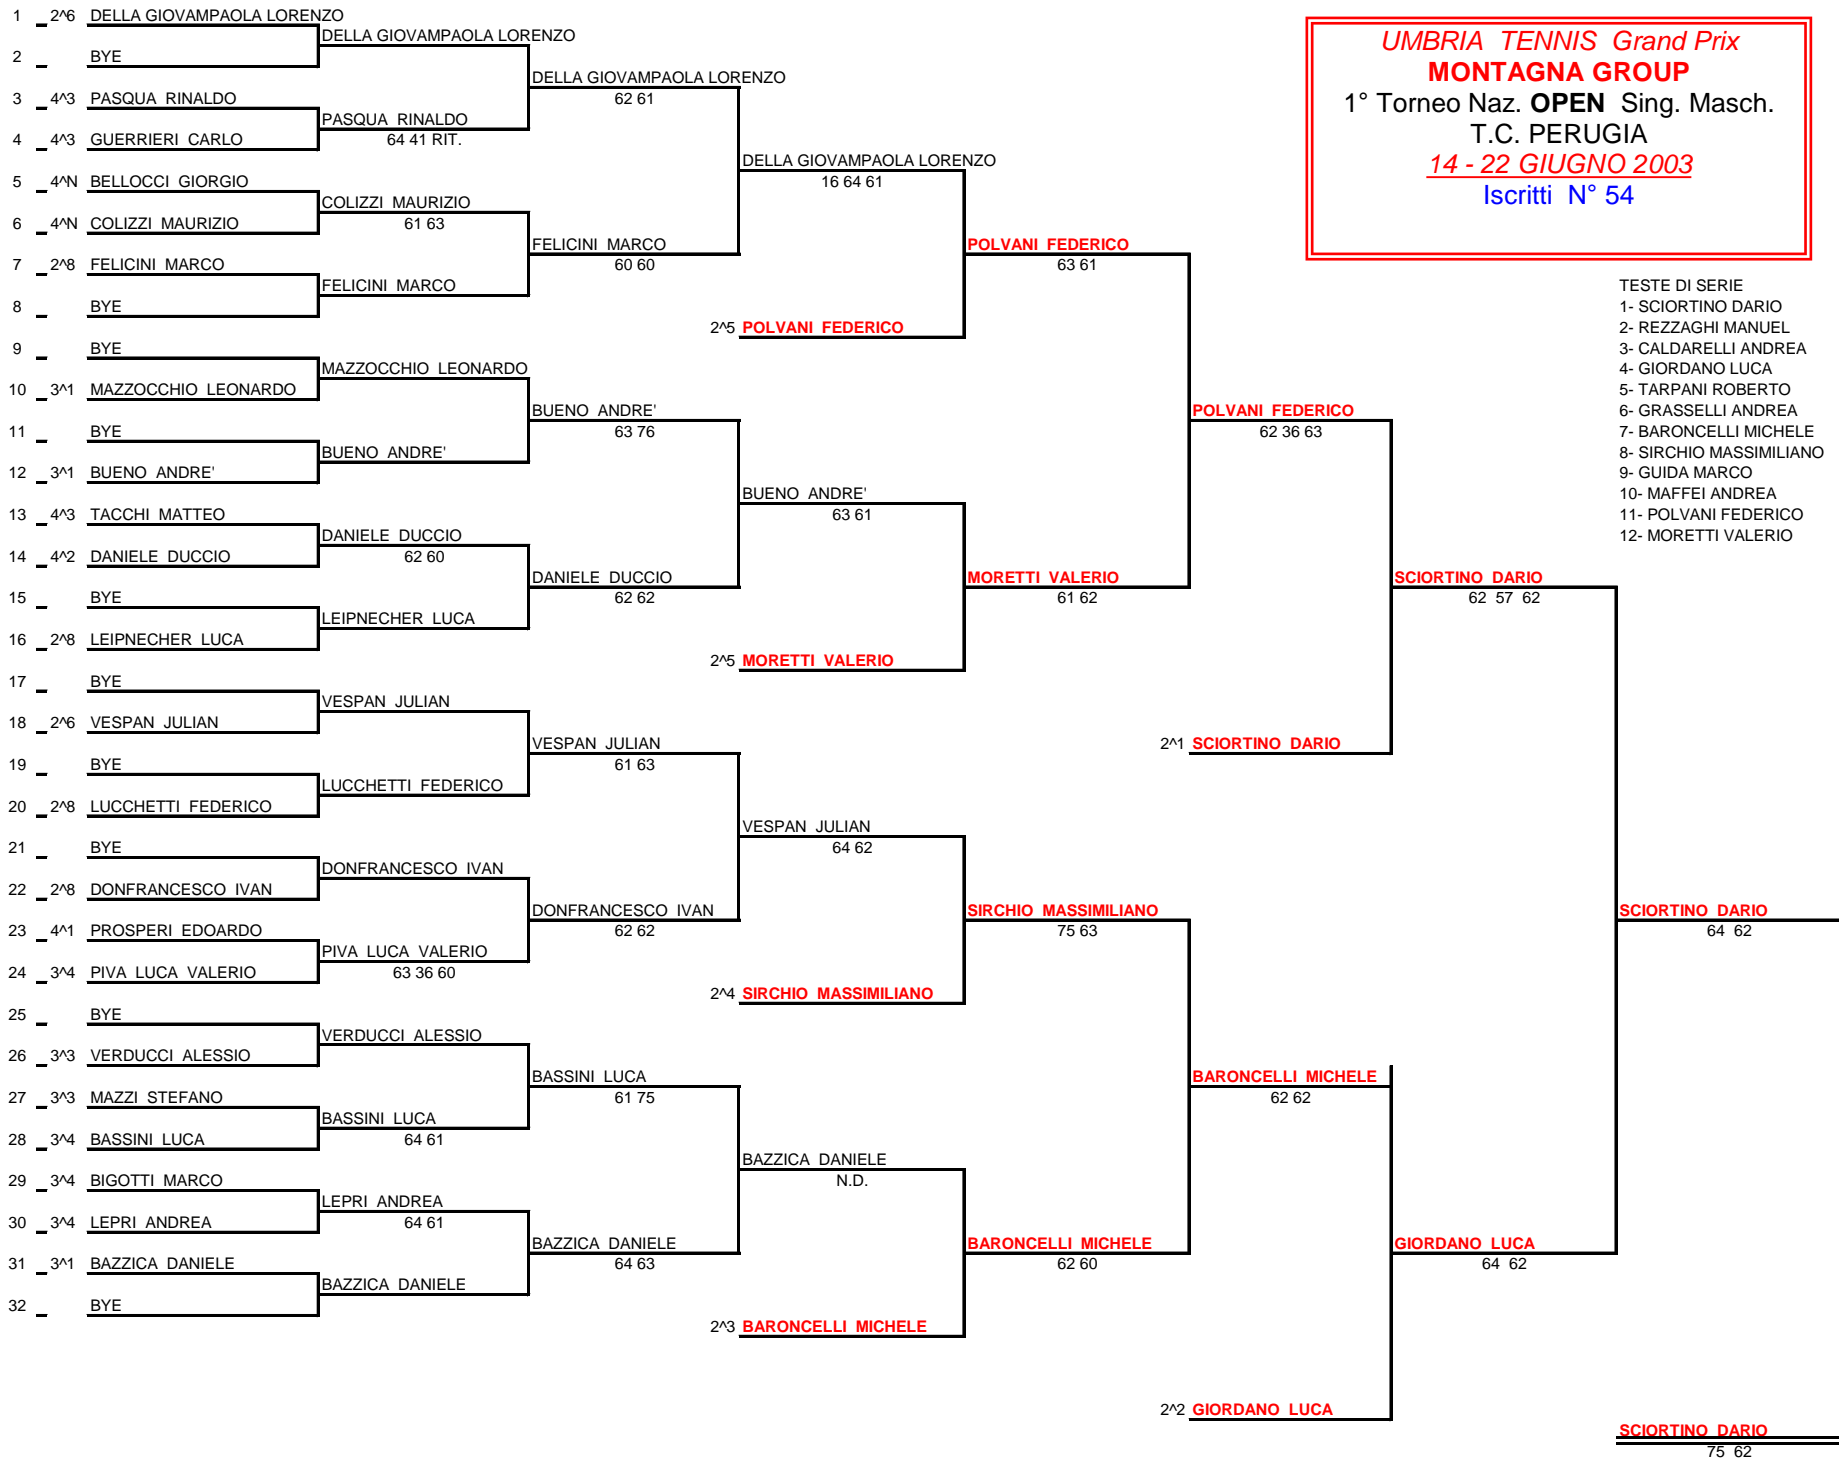 UMBRIA TENNIS Grand Prix
MONTAGNA GROUP
1° Torneo Naz. OPEN Sing. Masch.
T.C. PERUGIA
14 - 22 GIUGNO 2003
Iscritti N° 54
TESTE DI SERIE
1- SCIORTINO DARIO
2- REZZAGHI MANUEL
3- CALDARELLI ANDREA
4- GIORDANO LUCA
5- TARPANI ROBERTO
6- GRASSELLI ANDREA
7- BARONCELLI MICHELE
8- SIRCHIO MASSIMILIANO
9- GUIDA MARCO
10- MAFFEI ANDREA
11- POLVANI FEDERICO
12- MORETTI VALERIO
1 _ 2^6 DELLA GIOVAMPAOLA LORENZO
2 _ BYE
3 _ 4^3 PASQUA RINALDO
4 _ 4^3 GUERRIERI CARLO
5 _ 4^N BELLOCCI GIORGIO
6 _ 4^N COLIZZI MAURIZIO
7 _ 2^8 FELICINI MARCO
8 _ BYE
9 _ BYE
10 _ 3^1 MAZZOCCHIO LEONARDO
11 _ BYE
12 _ 3^1 BUENO ANDRE'
13 _ 4^3 TACCHI MATTEO
14 _ 4^2 DANIELE DUCCIO
15 _ BYE
16 _ 2^8 LEIPNECHER LUCA
17 _ BYE
18 _ 2^6 VESPAN JULIAN
19 _ BYE
20 _ 2^8 LUCCHETTI FEDERICO
21 _ BYE
22 _ 2^8 DONFRANCESCO IVAN
23 _ 4^1 PROSPERI EDOARDO
24 _ 3^4 PIVA LUCA VALERIO
25 _ BYE
26 _ 3^3 VERDUCCI ALESSIO
27 _ 3^3 MAZZI STEFANO
28 _ 3^4 BASSINI LUCA
29 _ 3^4 BIGOTTI MARCO
30 _ 3^4 LEPRI ANDREA
31 _ 3^1 BAZZICA DANIELE
32 _ BYE
DELLA GIOVAMPAOLA LORENZO
PASQUA RINALDO
64 41 RIT.
COLIZZI MAURIZIO
61 63
FELICINI MARCO
MAZZOCCHIO LEONARDO
BUENO ANDRE'
DANIELE DUCCIO
62 60
LEIPNECHER LUCA
VESPAN JULIAN
LUCCHETTI FEDERICO
DONFRANCESCO IVAN
PIVA LUCA VALERIO
63 36 60
VERDUCCI ALESSIO
BASSINI LUCA
64 61
LEPRI ANDREA
64 61
BAZZICA DANIELE
DELLA GIOVAMPAOLA LORENZO
62 61
FELICINI MARCO
60 60
BUENO ANDRE'
63 76
DANIELE DUCCIO
62 62
VESPAN JULIAN
61 63
DONFRANCESCO IVAN
62 62
BASSINI LUCA
61 75
BAZZICA DANIELE
64 63
DELLA GIOVAMPAOLA LORENZO
16 64 61
2^5 POLVANI FEDERICO
BUENO ANDRE'
63 61
2^5 MORETTI VALERIO
VESPAN JULIAN
64 62
2^4 SIRCHIO MASSIMILIANO
BAZZICA DANIELE
N.D.
2^3 BARONCELLI MICHELE
POLVANI FEDERICO
63 61
MORETTI VALERIO
61 62
SIRCHIO MASSIMILIANO
75 63
BARONCELLI MICHELE
62 60
POLVANI FEDERICO
62 36 63
2^1 SCIORTINO DARIO
BARONCELLI MICHELE
62 62
2^2 GIORDANO LUCA
SCIORTINO DARIO
62 57 62
GIORDANO LUCA
64 62
SCIORTINO DARIO
64 62
SCIORTINO DARIO
75 62